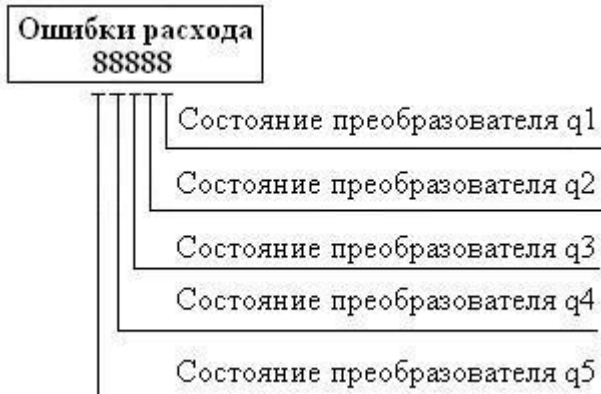 Ошибки расхода
88888
Состояние преобразователя q1
Состояние преобразователя q2
Состояние преобразователя q3
Состояние преобразователя q4
Состояние преобразователя q5